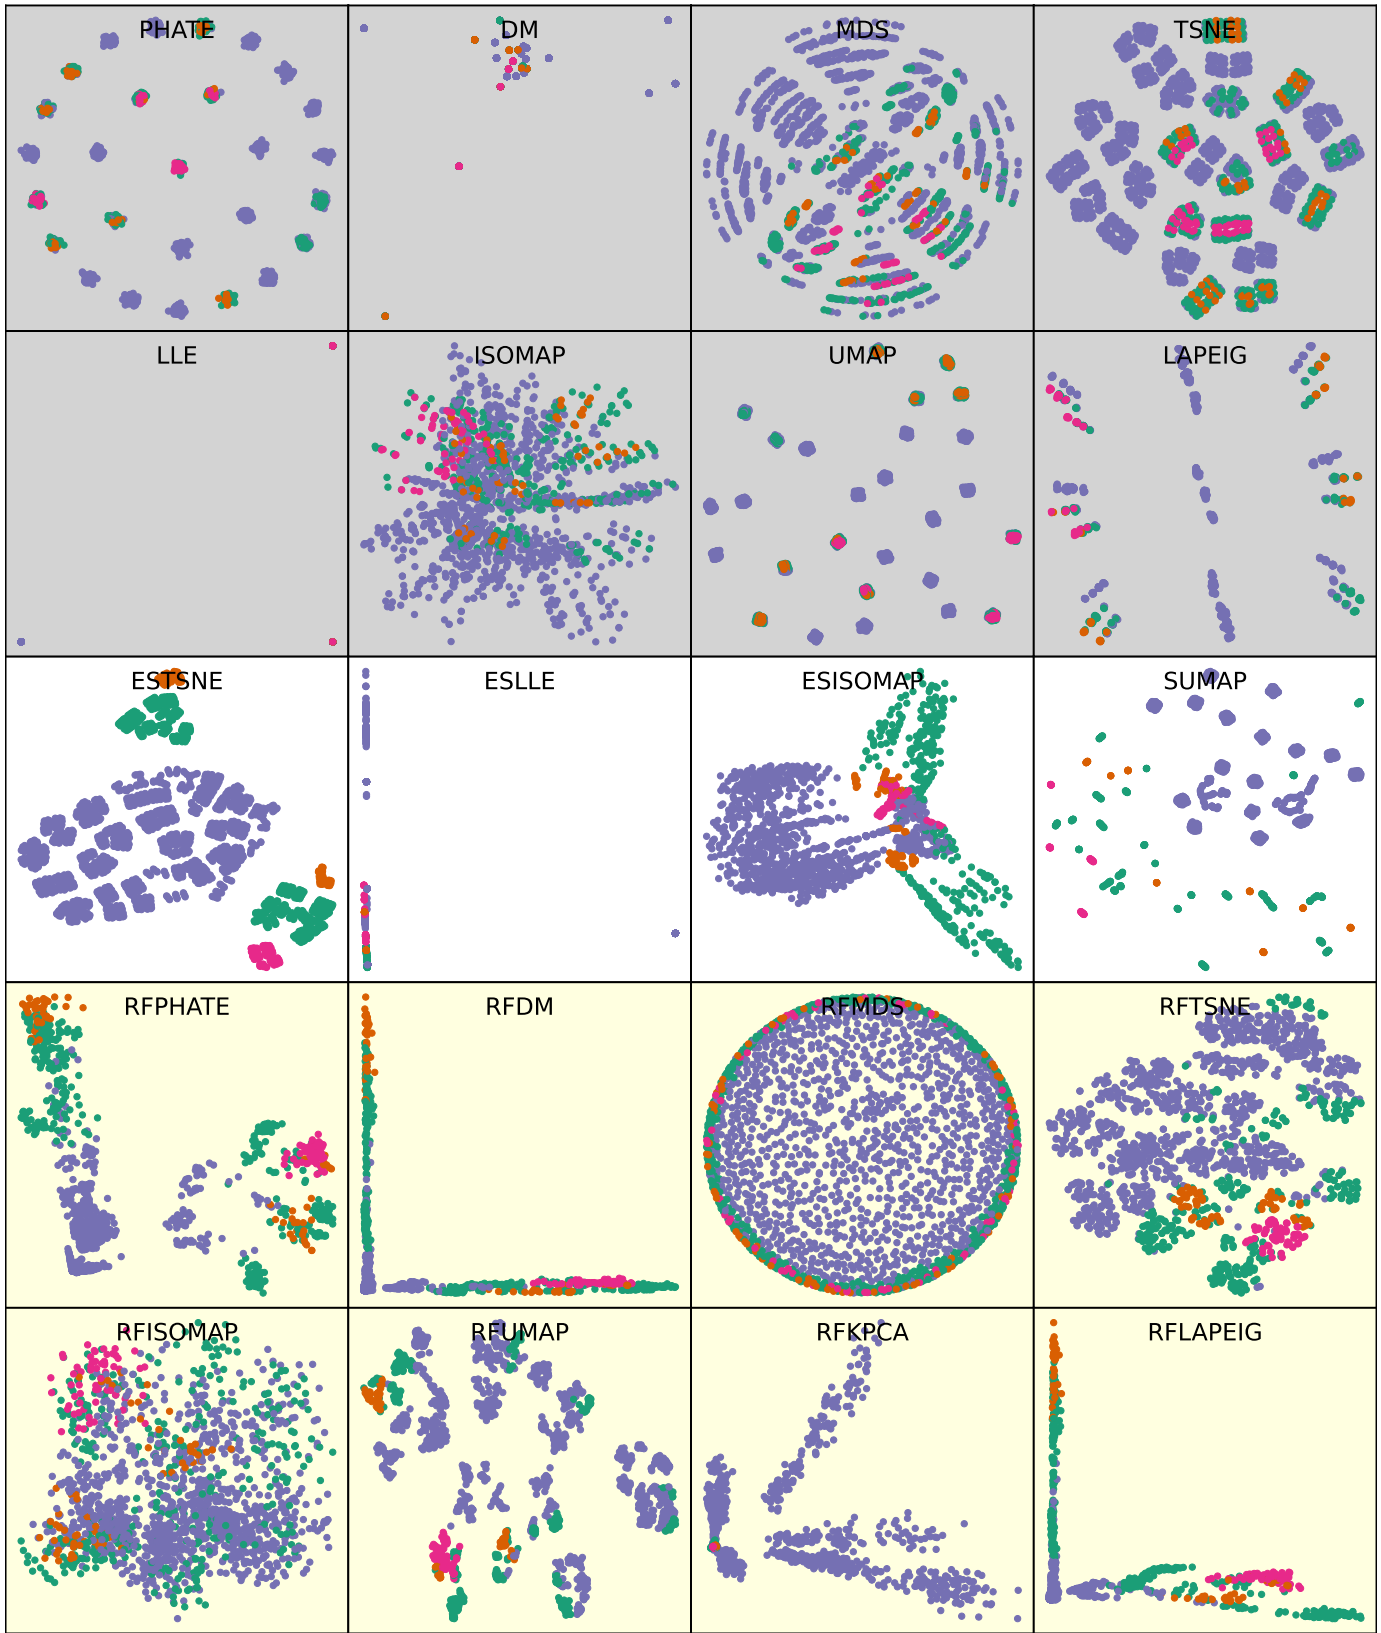 PHATE
DM
MDS
TSNE
LLE
ISOMAP
UMAP
LAPEIG
ESTSNE
ESLLE
ESISOMAP
SUMAP
RFPHATE
RFDM
RFMDS
RFTSNE
RFISOMAP
RFUMAP
RFKPCA
RFLAPEIG